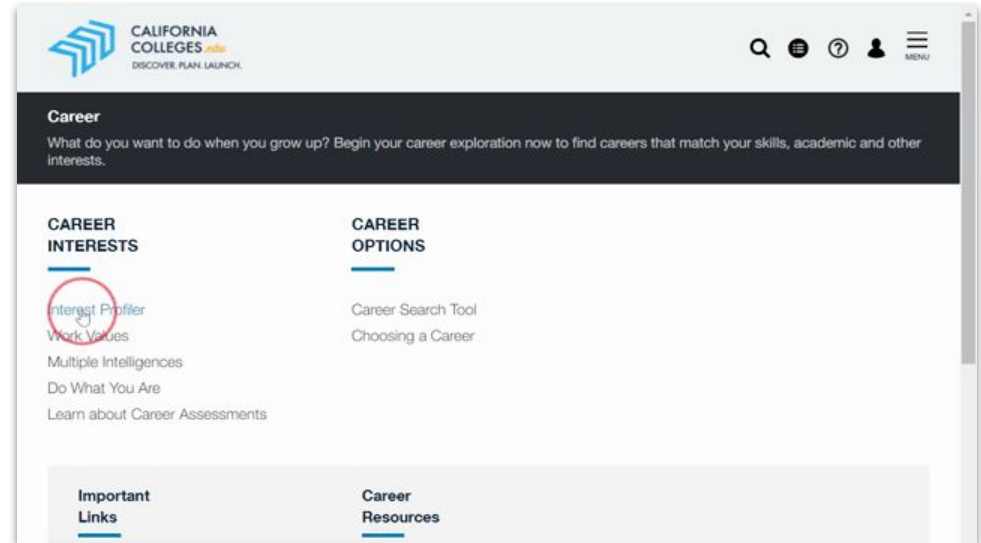 CALIFORNIA
COLLEGES.edu
DISCOVER. PLAN. LAUNCH.
MENU
Career
What do you want to do when you grow up? Begin your career exploration now to find careers that match your skills, academic and other
interests.
CAREER
INTERESTS
Interest Profiler
Work Values
Multiple Intelligences
Do What You Are
Learn about Career Assessments
CAREER
OPTIONS
Career Search Tool
Choosing a Career
Important
Links
Career
Resources